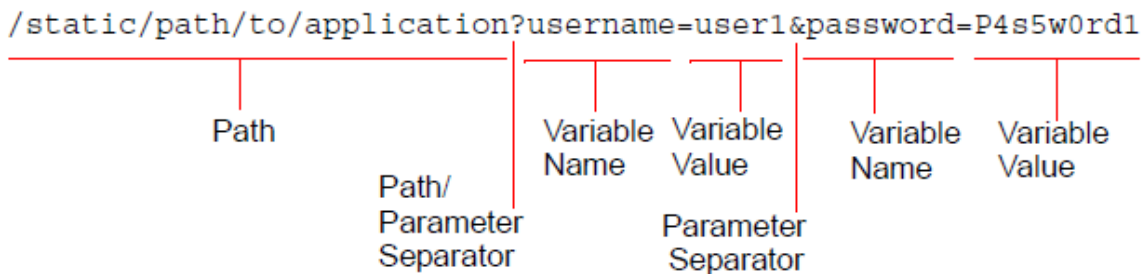 /static/path/to/application?username=user1&password=P4s5w0rd1
Path
Variable
Name
Variable
Value
Variable
Name
Variable
Value
Path/
Parameter
Separator
Parameter
Separator